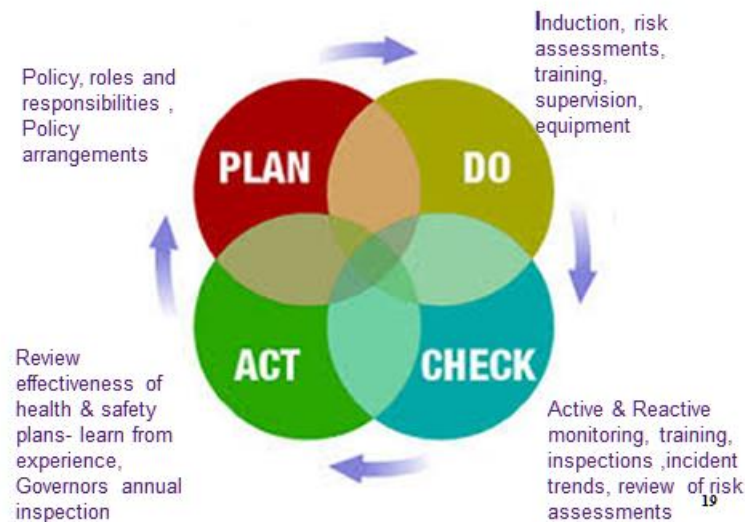 Policy, roles and
responsibilities ,
Policy
arrangements
Induction, risk
assessments,
training,
supervision,
equipment
PLAN
DO
ACT
CHECK
Review
effectiveness of
health & safety
plans- learn from
experience,
Governors annual
inspection
Active & Reactive
monitoring, training,
inspections ,incident
trends, review of risk
assessments
19